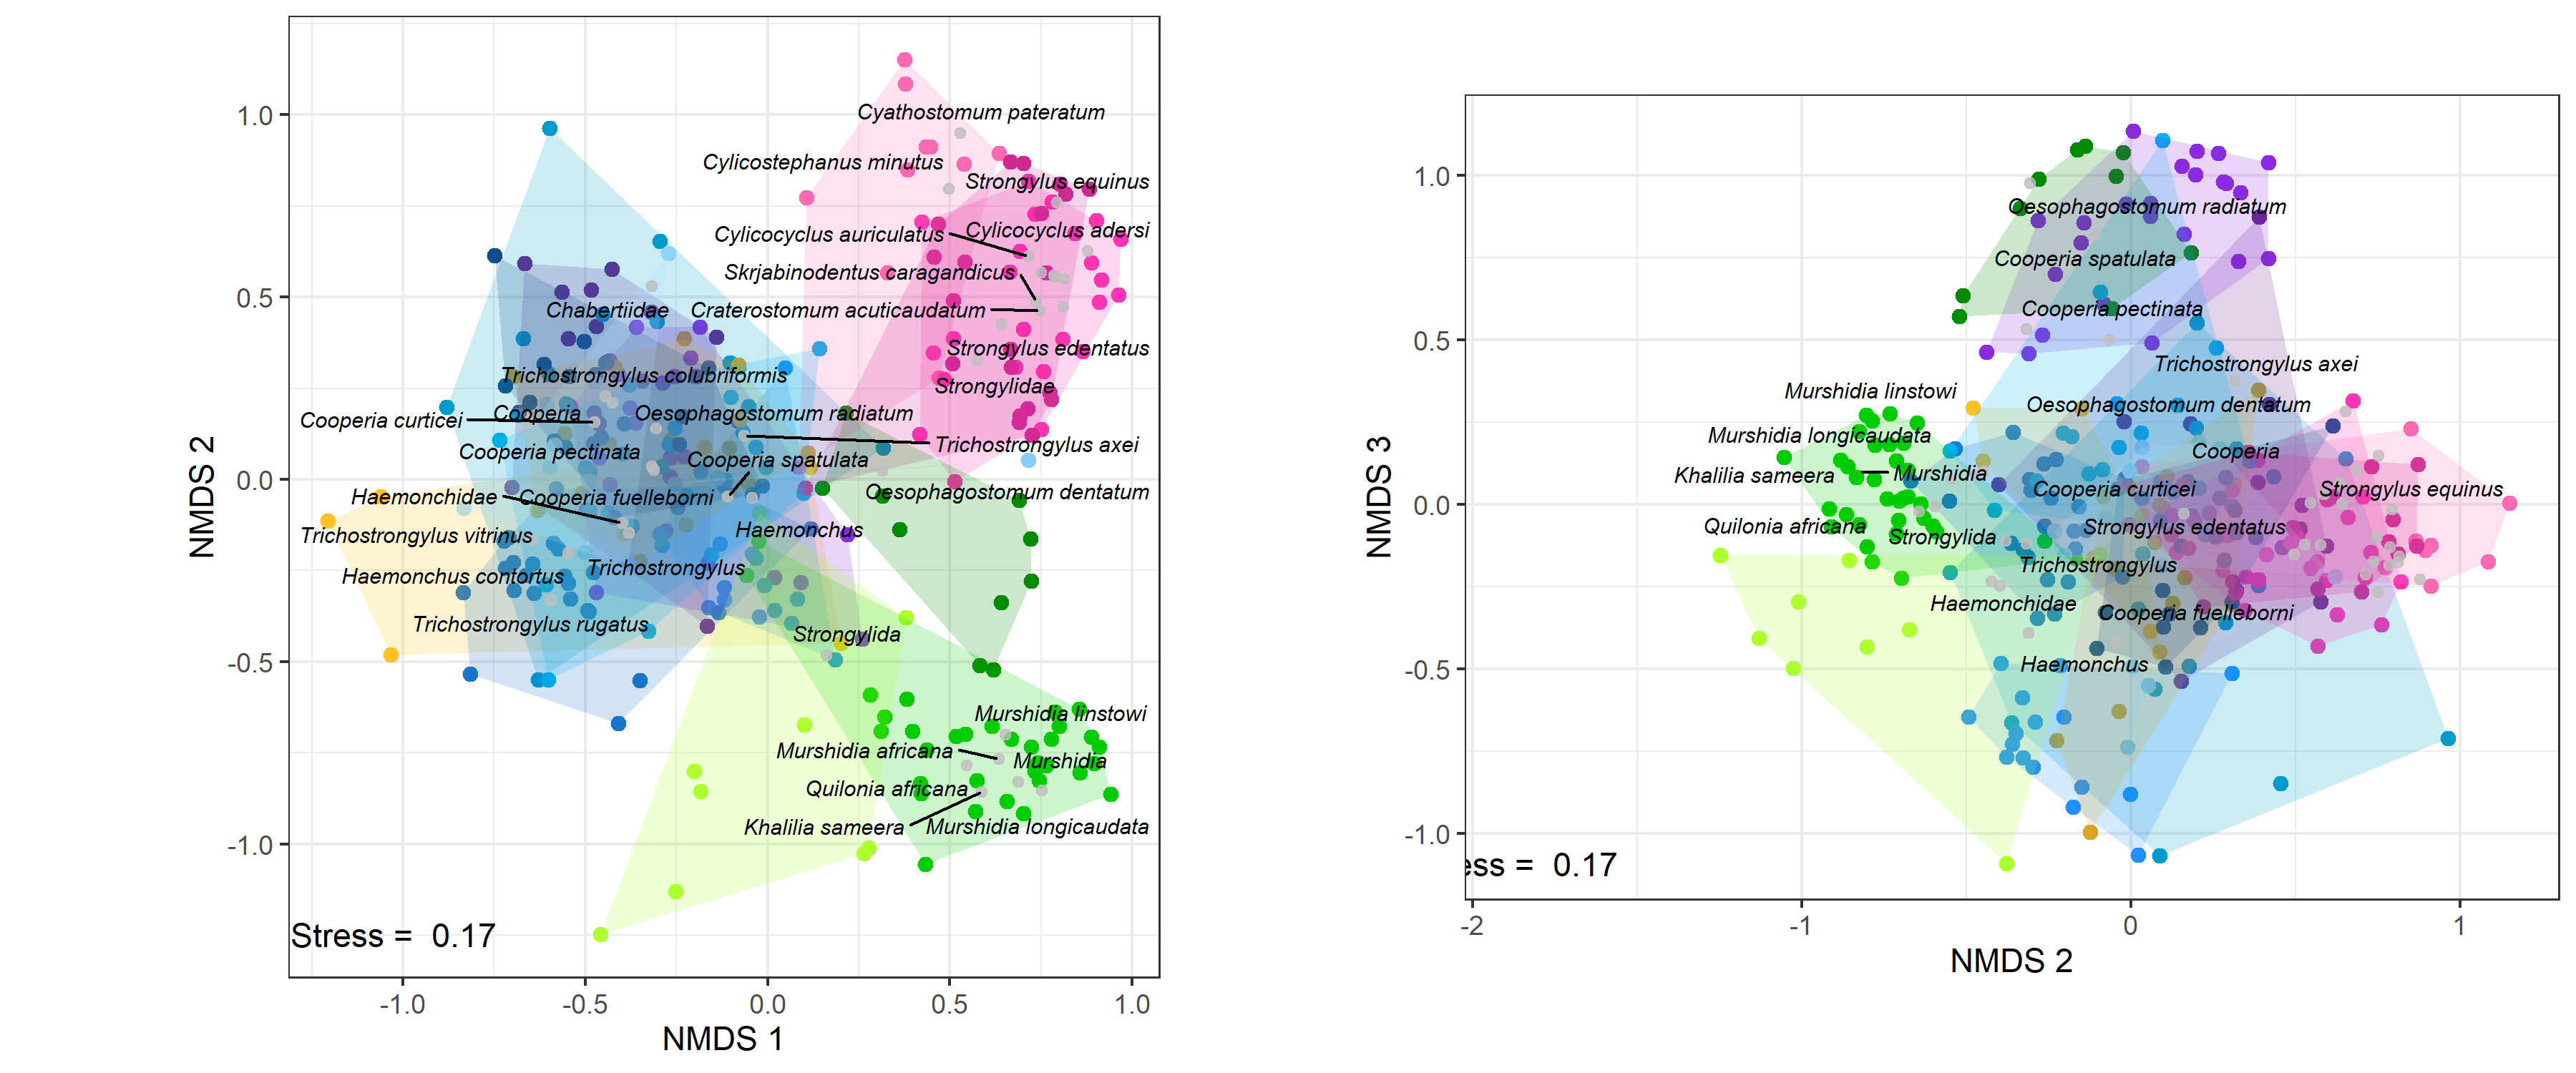 Cyathostomum pateratum
Cylicostephanus minutus
Strongylus equinus
Cylicocyclus auriculatus
Cylicocyclus adersi
Skrjabinodentus caragandicus
Craterostomum acuticaudatum
Chabertiidae
Strongylus edentatus
Trichostrongylus colubriformis
Strongylidae
Cooperia curticei
Cooperia
Oesophagostomum radiatum
Trichostrongylus axei
Cooperia pectinata
Cooperia spatulata
Haemonchidae
Cooperia fuelleborni
Oesophagostomum dentatum
Trichostrongylus vitrinus
Haemonchus
Haemonchus contortus
Trichostrongylus
Trichostrongylus rugatus
Strongylida
Murshidia linstowi
Murshidia africana
Murshidia
Quilonia africana
Khalilia sameera
Murshidia longicaudata
Stress = 0.17
1.0
0.5
0.0
-0.5
-1.0
NMDS 2
-1.0
-0.5
0.0
0.5
1.0
NMDS 1
Oesophagostomum radiatum
Cooperia spatulata
Cooperia pectinata
Trichostrongylus axei
Murshidia linstowi
Oesophagostomum dentatum
Murshidia longicaudata
Cooperia
Khalilia sameera
Murshidia
Cooperia curticei
Strongylus equinus
Quilonia africana
Strongylida
Strongylus edentatus
Trichostrongylus
Haemonchidae
Cooperia fuelleborni
Haemonchus
ess = 0.17
1.0
0.5
0.0
-0.5
-1.0
NMDS 3
-2
-1
0
1
NMDS 2